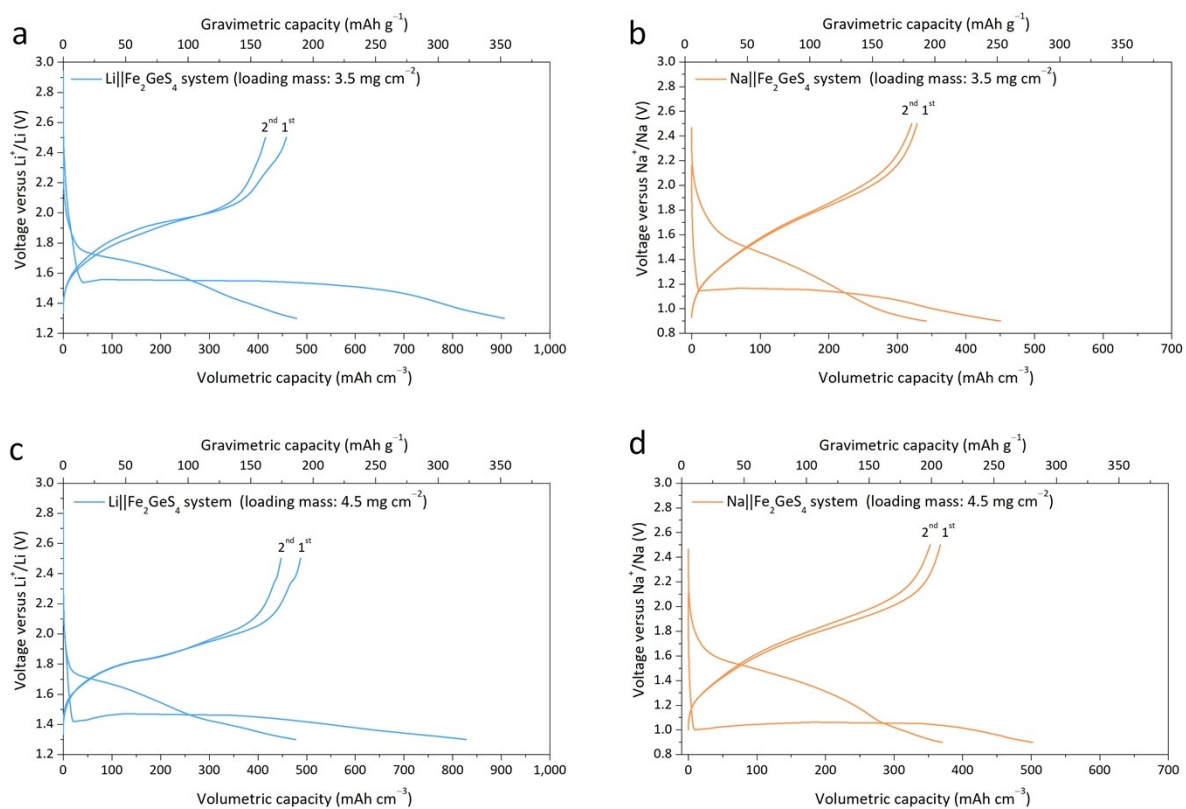 a
Gravimetric capacity (mAh g⁻¹)
0 50 100 150 200 250 300 350
3.0
2.8
2.6
2.4
2.2
2.0
1.8
1.6
1.4
1.2
Voltage versus Li⁺/Li (V)
Li||Fe₂GeS₄ system (loading mass: 3.5 mg cm⁻²)
2ⁿᵈ 1ˢᵗ
0 100 200 300 400 500 600 700 800 900 1,000
Volumetric capacity (mAh cm⁻³)
b
Gravimetric capacity (mAh g⁻¹)
0 50 100 150 200 250 300 350
3.0
2.8
2.6
2.4
2.2
2.0
1.8
1.6
1.4
1.2
1.0
0.8
Voltage versus Na⁺/Na (V)
Na||Fe₂GeS₄ system (loading mass: 3.5 mg cm⁻²)
2ⁿᵈ 1ˢᵗ
0 100 200 300 400 500 600 700
Volumetric capacity (mAh cm⁻³)
c
Gravimetric capacity (mAh g⁻¹)
0 50 100 150 200 250 300 350
3.0
2.8
2.6
2.4
2.2
2.0
1.8
1.6
1.4
1.2
Voltage versus Li⁺/Li (V)
Li||Fe₂GeS₄ system (loading mass: 4.5 mg cm⁻²)
2ⁿᵈ 1ˢᵗ
0 100 200 300 400 500 600 700 800 900 1,000
Volumetric capacity (mAh cm⁻³)
d
Gravimetric capacity (mAh g⁻¹)
0 50 100 150 200 250 300 350
3.0
2.8
2.6
2.4
2.2
2.0
1.8
1.6
1.4
1.2
1.0
0.8
Voltage versus Na⁺/Na (V)
Na||Fe₂GeS₄ system (loading mass: 4.5 mg cm⁻²)
2ⁿᵈ 1ˢᵗ
0 100 200 300 400 500 600 700
Volumetric capacity (mAh cm⁻³)